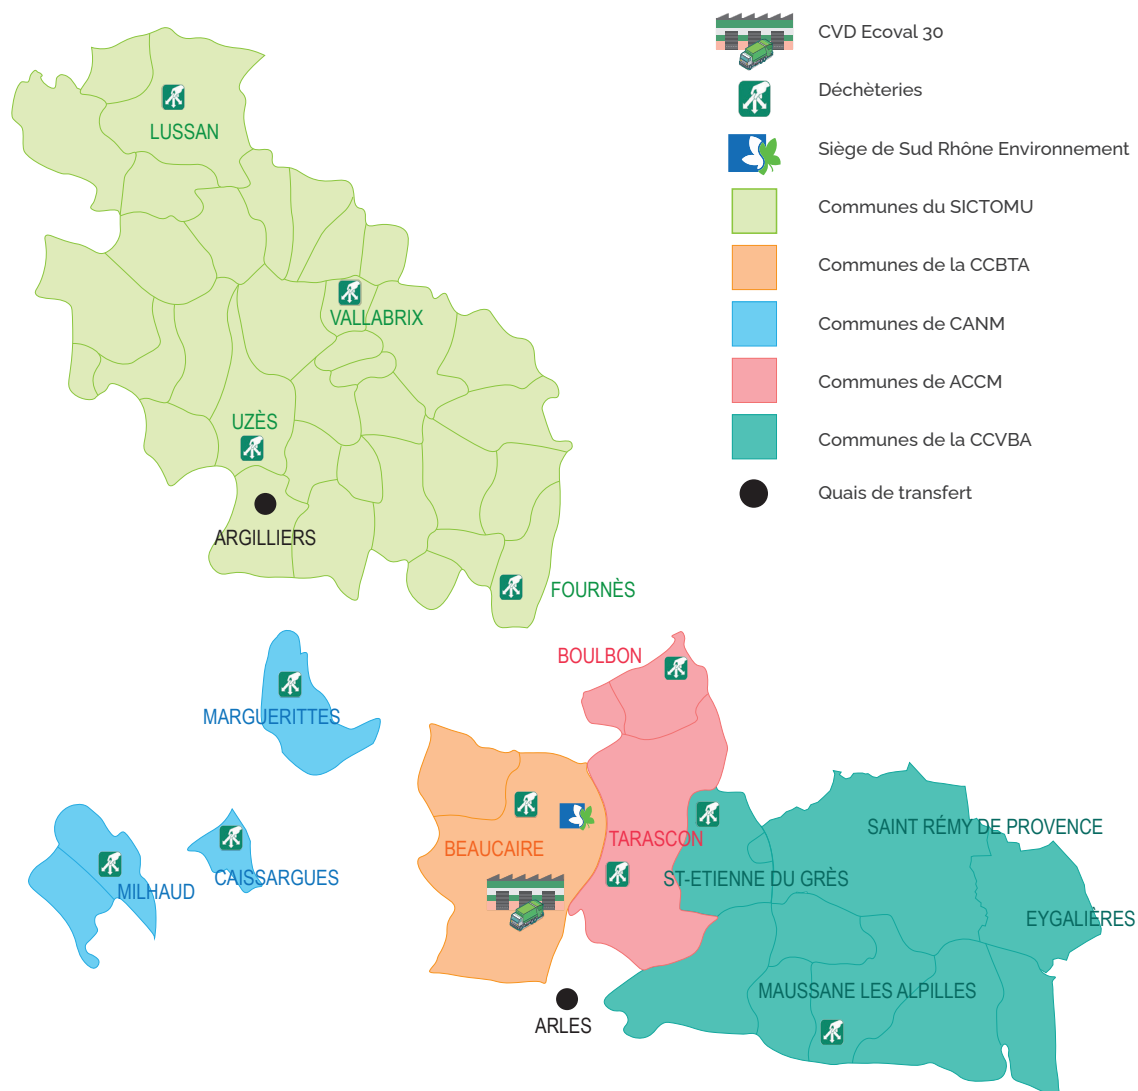 CVD Ecoval 30
Déchèteries
Siège de Sud Rhône Environnement
Communes du SICTOMU
Communes de la CCBTA
Communes de CANM
Communes de ACCM
Communes de la CCVBA
Quais de transfert
LUSSAN
VALLABRIX
UZÈS
ARGILLIERS
FOURNÈS
BOULBON
MARGUERITTES
SAINT RÉMY DE PROVENCE
TARASCON
BEAUCAIRE
ST-ETIENNE DU GRÈS
CAISSARGUES
MILHAUD
EYGALIÈRES
MAUSSANE LES ALPILLES
ARLES